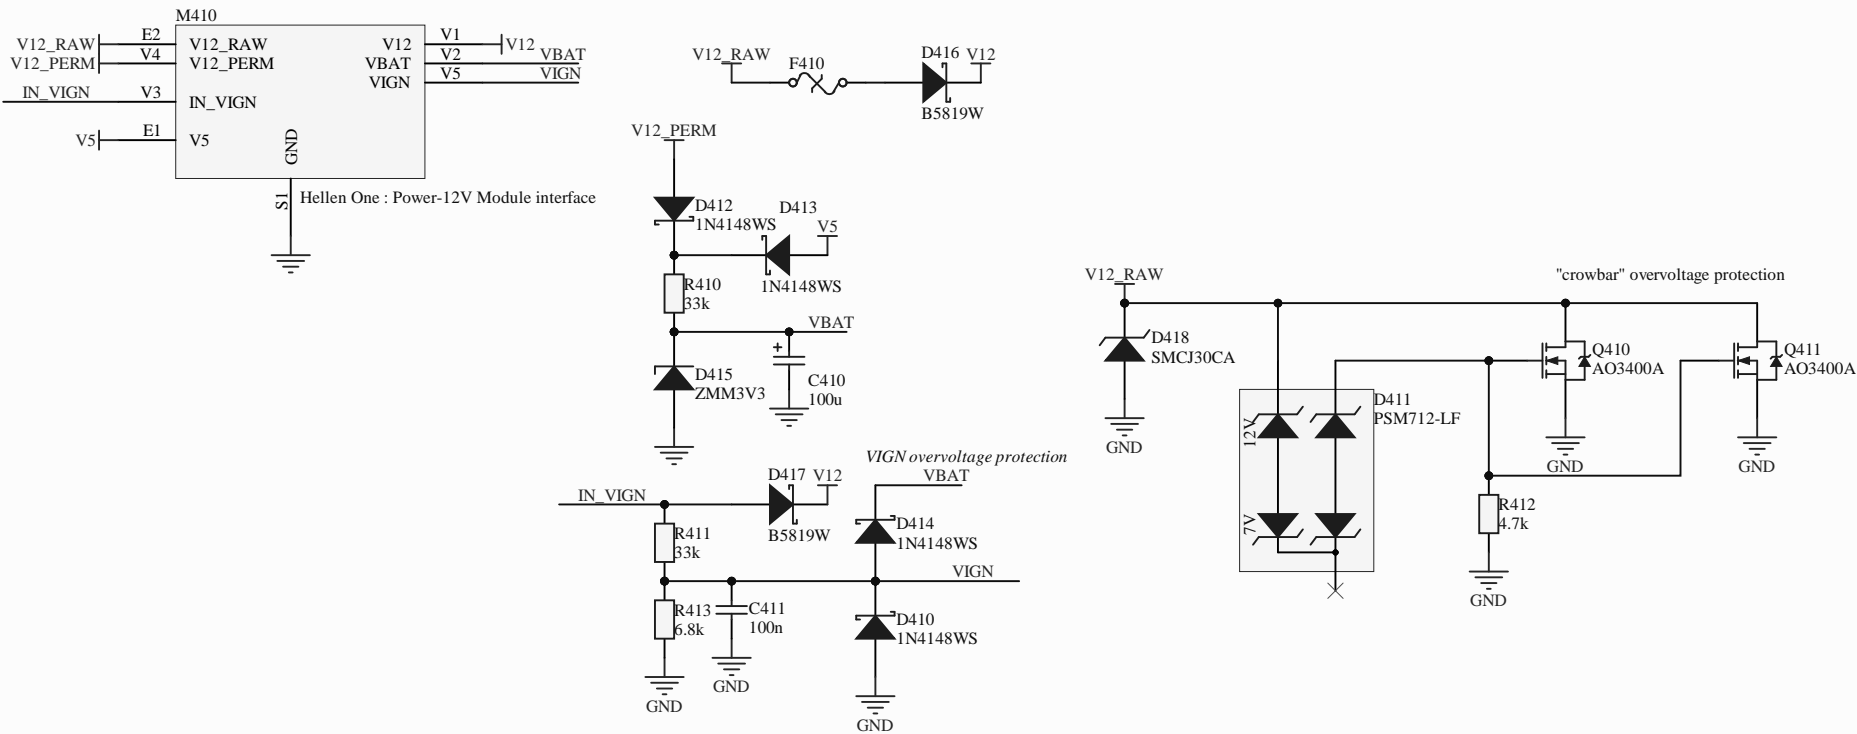 M410
V12_RAW
E2
V12_RAW
V12
V1
V12
V12_PERM
V4
V12_PERM
VBAT
V2
VBAT
VIGN
V5
VIGN
IN_VIGN
V3
IN_VIGN
V5
E1
V5
GND
S1
Hellen One : Power-12V Module interface
V12_RAW
F410
D416
V12
B5819W
V12_PERM
D412
1N4148WS
D413
V5
1N4148WS
R410
33k
VBAT
D415
ZMM3V3
+
C410
100u
VIGN overvoltage protection
IN_VIGN
D417
V12
B5819W
VBAT
R411
33k
D414
1N4148WS
VIGN
R413
6.8k
C411
100n
D410
1N4148WS
GND
GND
GND
V12_RAW
"crowbar" overvoltage protection
D418
SMCJ30CA
GND
Q410
AO3400A
GND
Q411
AO3400A
GND
D411
PSM712-LF
12V
7V
R412
4.7k
GND